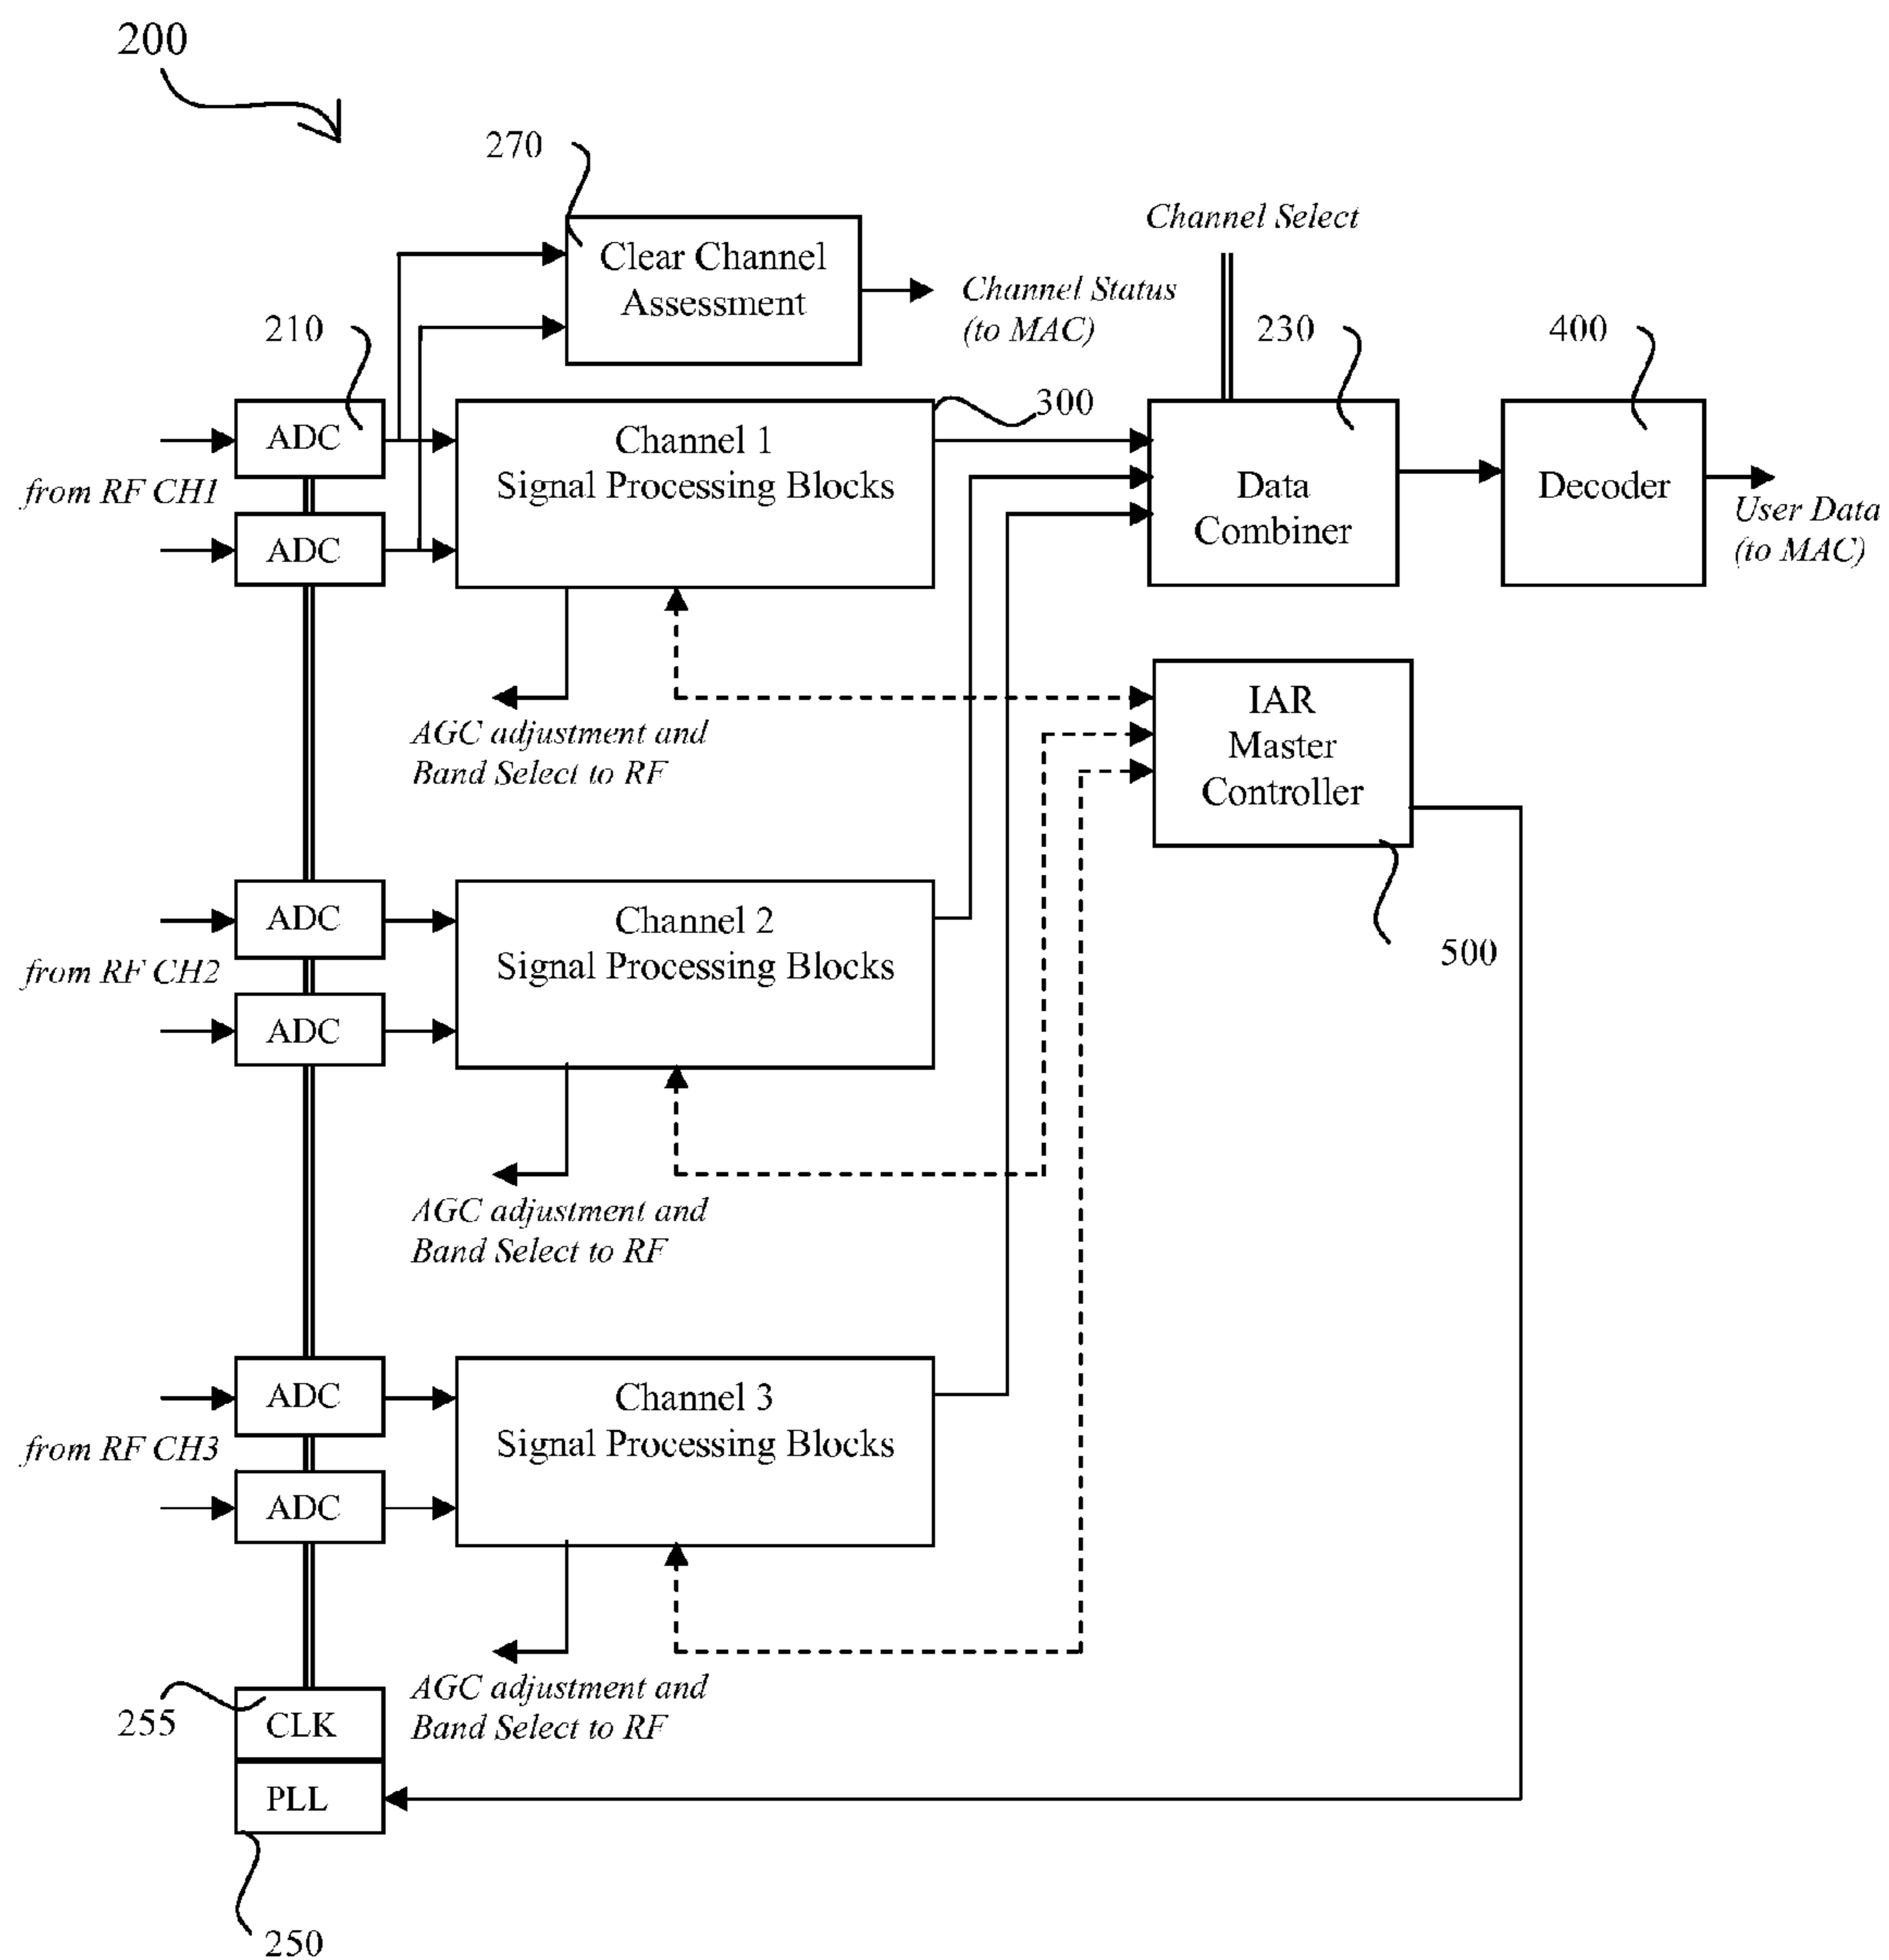 200
270
Channel Select
Clear Channel
Assessment
Channel Status
(to MAC)
210
230
400
ADC
Channel 1
Signal Processing Blocks
300
from RF CH1
ADC
Data
Combiner
Decoder
User Data
(to MAC)
AGC adjustment and
Band Select to RF
IAR
Master
Controller
500
ADC
Channel 2
Signal Processing Blocks
from RF CH2
ADC
AGC adjustment and
Band Select to RF
ADC
Channel 3
Signal Processing Blocks
from RF CH3
ADC
AGC adjustment and
Band Select to RF
255
CLK
PLL
250